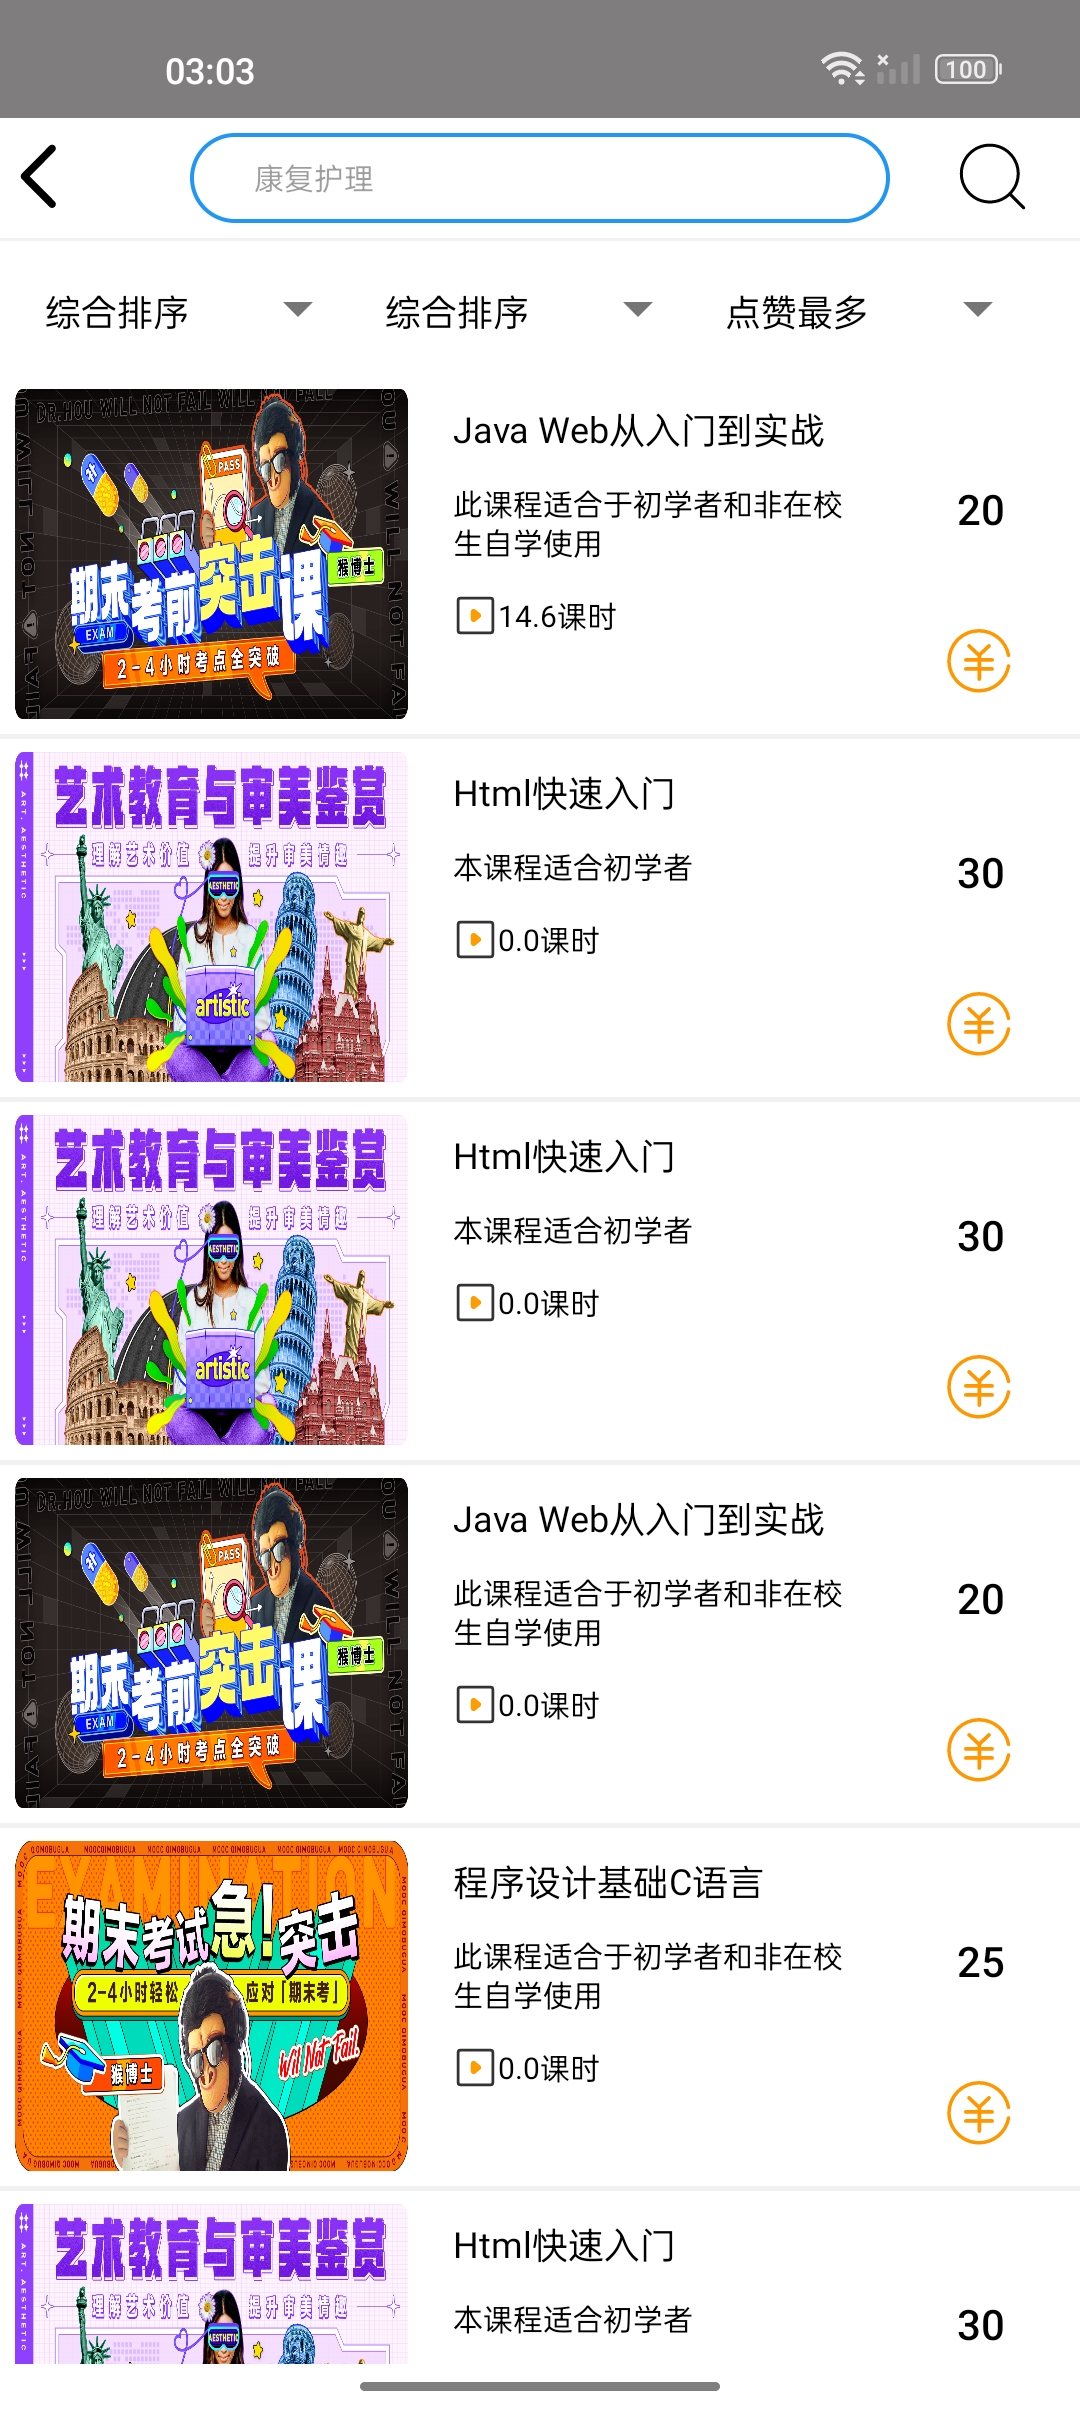 03:03
100
康复护理
综合排序
综合排序
点赞最多
DR.HOU WILL NOT FAIL WILL NOT FALL
PASS
猴博士
期末考前突击课
EXAM
2-4小时考点全突破
Java Web从入门到实战
此课程适合于初学者和非在校
生自学使用
14.6课时
20
艺术教育与审美鉴赏
理解艺术价值 提升审美情趣
ART. AESTHETIC
AESTHETIC
artistic
Html快速入门
本课程适合初学者
0.0课时
30
艺术教育与审美鉴赏
理解艺术价值 提升审美情趣
ART. AESTHETIC
AESTHETIC
artistic
Html快速入门
本课程适合初学者
0.0课时
30
DR.HOU WILL NOT FAIL WILL NOT FALL
PASS
猴博士
期末考前突击课
EXAM
2-4小时考点全突破
Java Web从入门到实战
此课程适合于初学者和非在校
生自学使用
0.0课时
20
EXAMINATION
期末考试急!突击
2-4小时轻松 应对「期末考」
Will Not Fail.
猴博士
程序设计基础C语言
此课程适合于初学者和非在校
生自学使用
0.0课时
25
艺术教育与审美鉴赏
理解艺术价值 提升审美情趣
ART. AESTHETIC
AESTHETIC
Html快速入门
本课程适合初学者
30